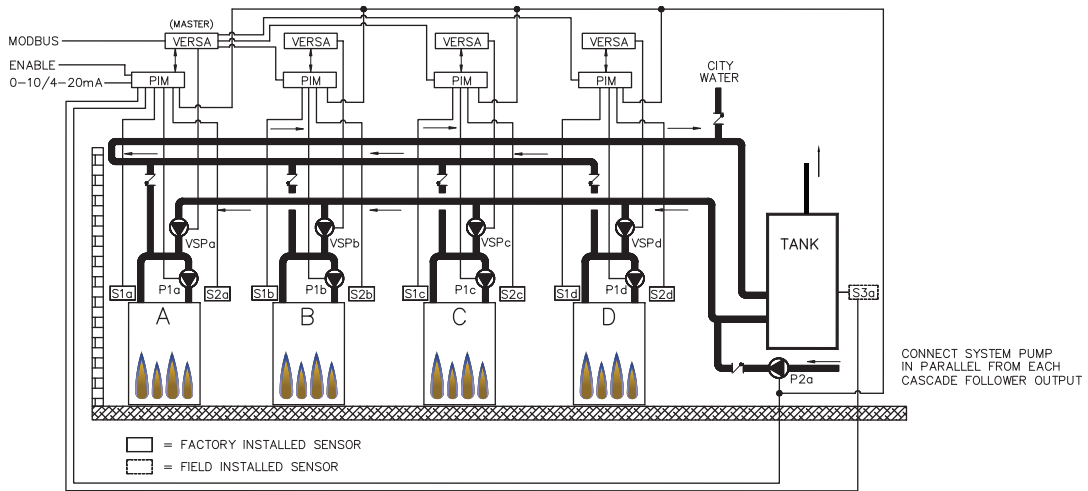 (MASTER)
MODBUS
VERSA
VERSA
VERSA
VERSA
ENABLE
0-10/4-20mA
PIM
PIM
PIM
PIM
CITY
WATER
VSPa
VSPb
VSPc
VSPd
TANK
S1a
P1a
S2a
S1b
P1b
S2b
S1c
P1c
S2c
S1d
P1d
S2d
S3a
A
B
C
D
P2a
CONNECT SYSTEM PUMP
IN PARALLEL FROM EACH
CASCADE FOLLOWER OUTPUT
= FACTORY INSTALLED SENSOR
= FIELD INSTALLED SENSOR